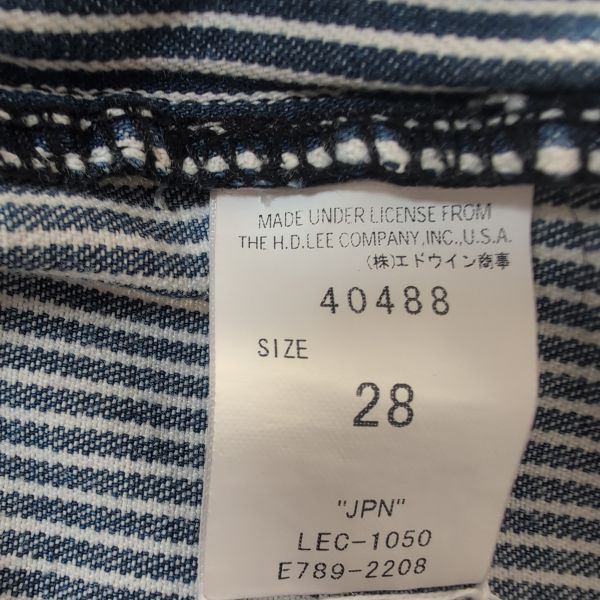 MADE UNDER LICENSE FROM
THE H.D.LEE COMPANY,INC.,U.S.A.
(株)エドウイン商事
40488
SIZE
28
"JPN"
LEC-1050
E789-2208